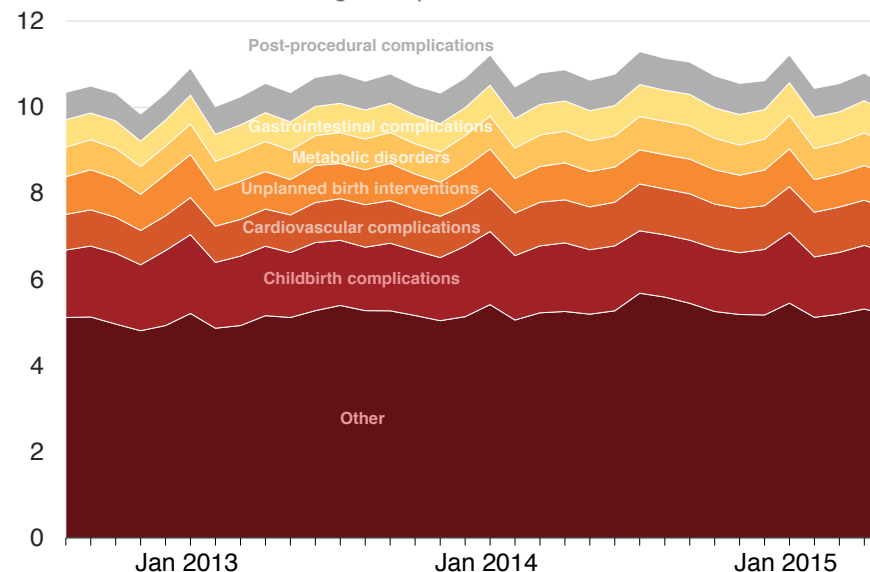 12
Post-procedural complications
10
Gastrointestinal complications
Metabolic disorders
8
Unplanned birth interventions
Cardiovascular complications
6
Childbirth complications
4
Other
2
0
Jan 2013 Jan 2014 Jan 2015